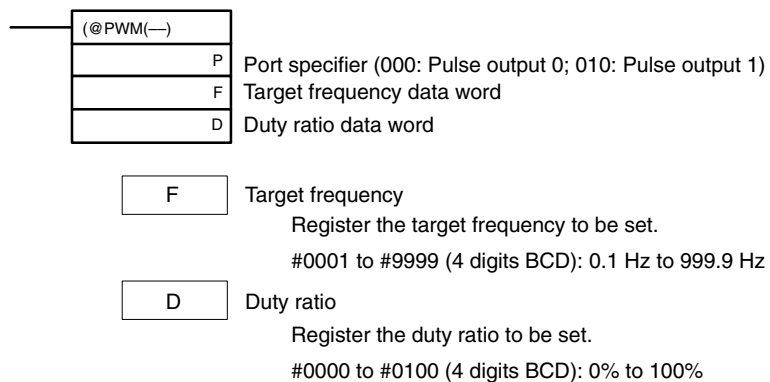 (@PWM(––)
P Port specifier (000: Pulse output 0; 010: Pulse output 1)
F Target frequency data word
D Duty ratio data word
F Target frequency
Register the target frequency to be set.
#0001 to #9999 (4 digits BCD): 0.1 Hz to 999.9 Hz
D Duty ratio
Register the duty ratio to be set.
#0000 to #0100 (4 digits BCD): 0% to 100%